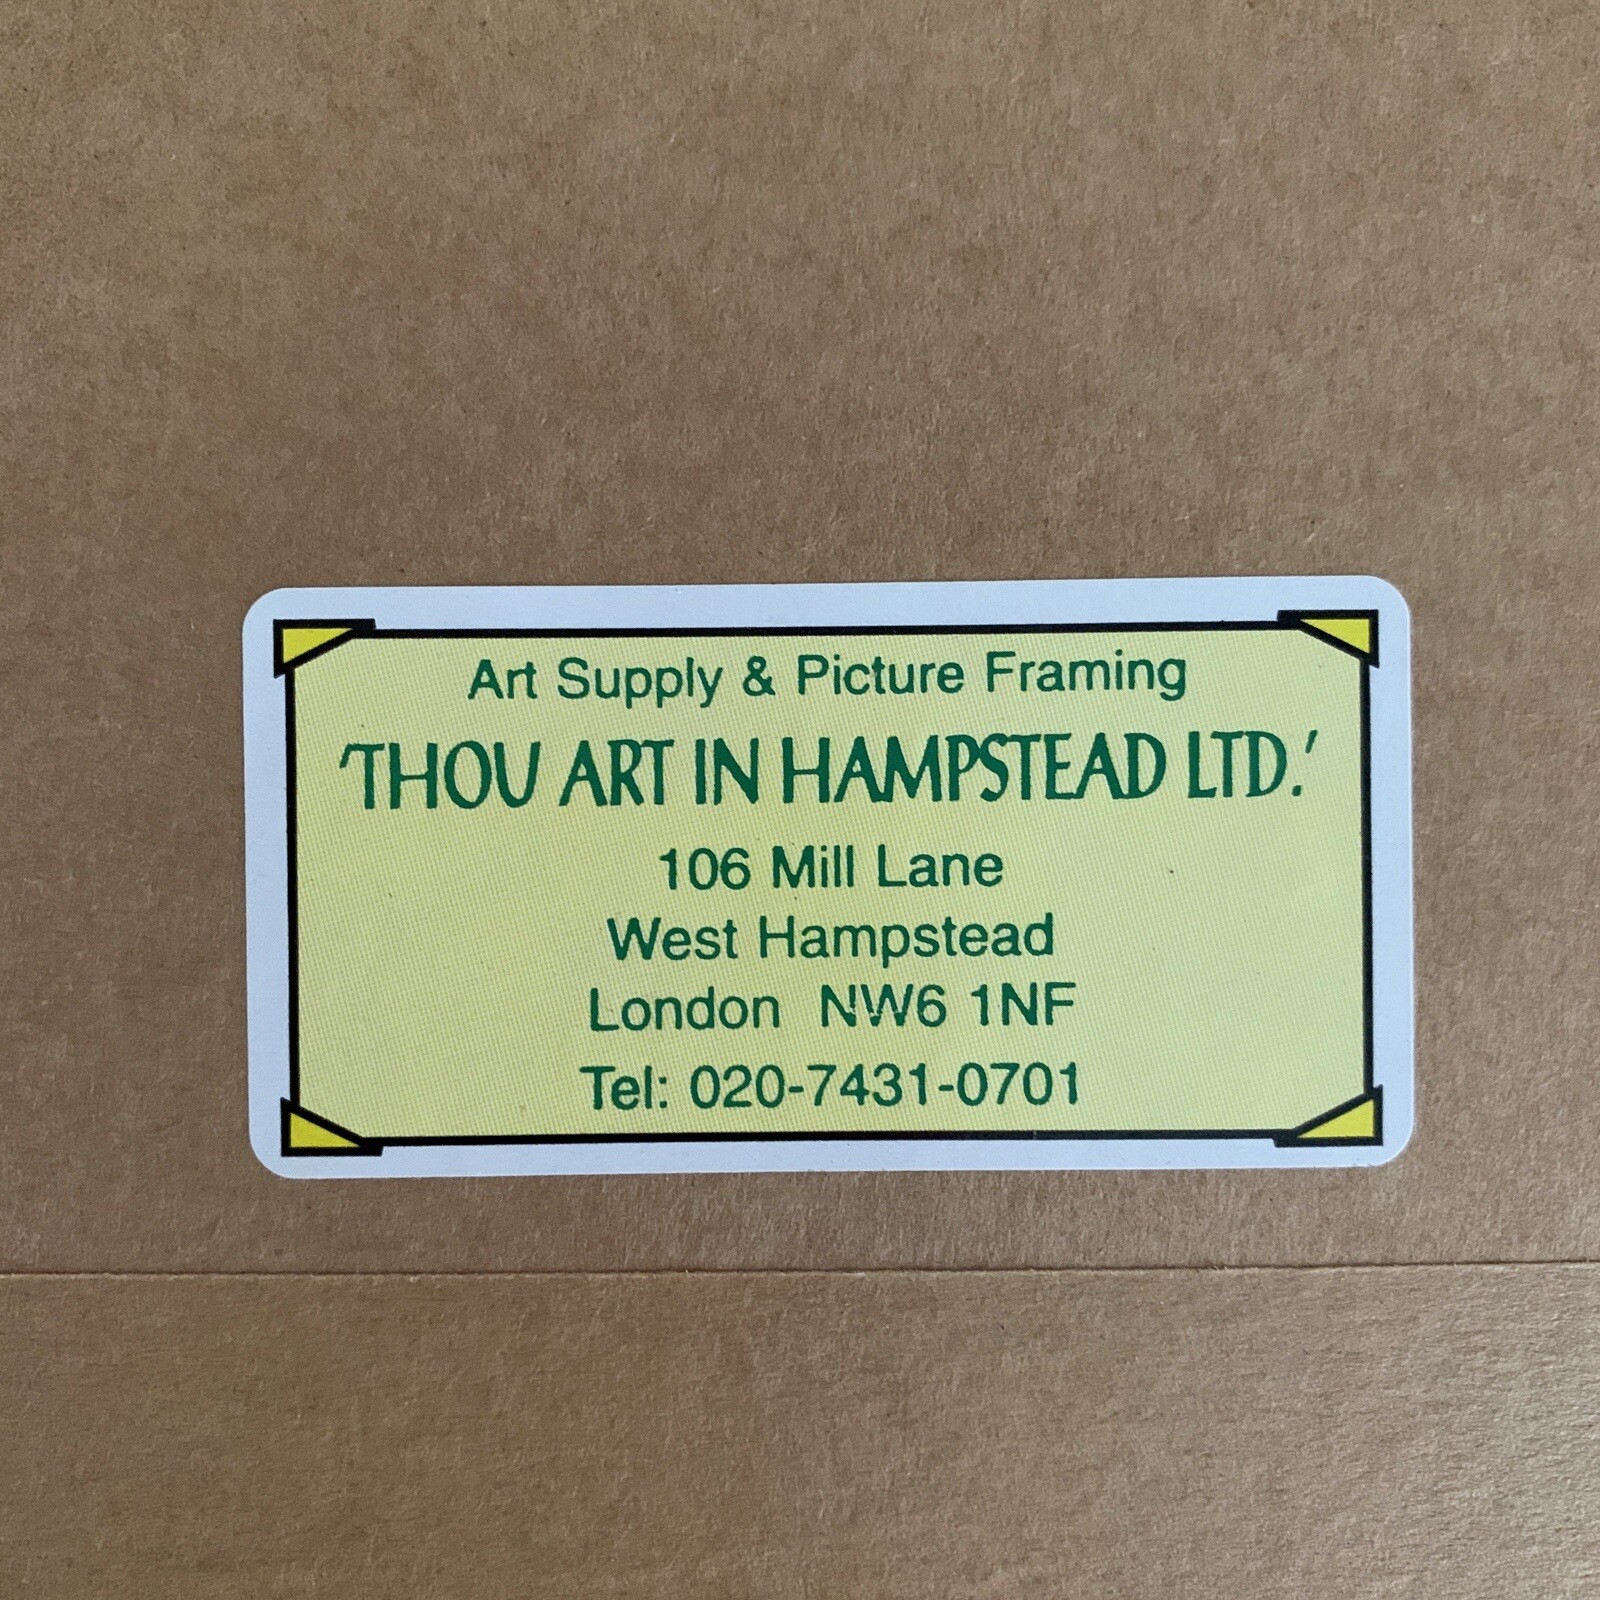 Art Supply & Picture Framing
'THOU ART IN HAMPSTEAD LTD.'
106 Mill Lane
West Hampstead
London NW6 1NF
Tel: 020-7431-0701